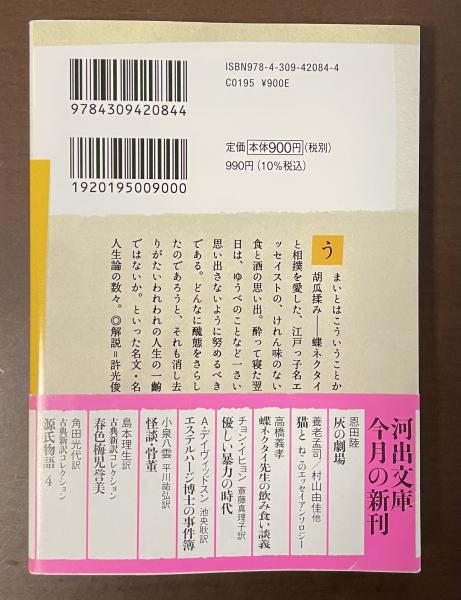 ISBN978-4-309-42084-4
C0195 ¥900E
9784309420844
定価 本体900円(税別)
990円(10%税込)
1920195009000
う
まいとはこういうことか
胡瓜揉み――蝶ネクタイ
と相撲を愛した、江戸っ子名エ
ッセイストの、けれん味のない
食と酒の思い出。酔って寝た翌
日は、ゆうべのことなど一さい
思い出さないように努めるべき
である。どんなに醜態をさらし
たのであろうと、それも消し去
りがたいわれわれの人生の一齣
ではないか。といった名文・名
人生論の数々。◎解説=許光俊
河出文庫
今月の新刊
恩田陸
灰の劇場
養老孟司/村山由佳他
猫と ねこのエッセイアンソロジー
高橋義孝
蝶ネクタイ先生の飲み食い談義
チョン・イヒョン 斎藤真理子訳
優しい暴力の時代
A・デイヴィッドスン 池央耿訳
エステルハージ博士の事件簿
小泉八雲 平川祐弘訳
怪談・骨董
島本理生訳
古典新訳コレクション
春色梅児誉美
角田光代訳
古典新訳コレクション
源氏物語 4